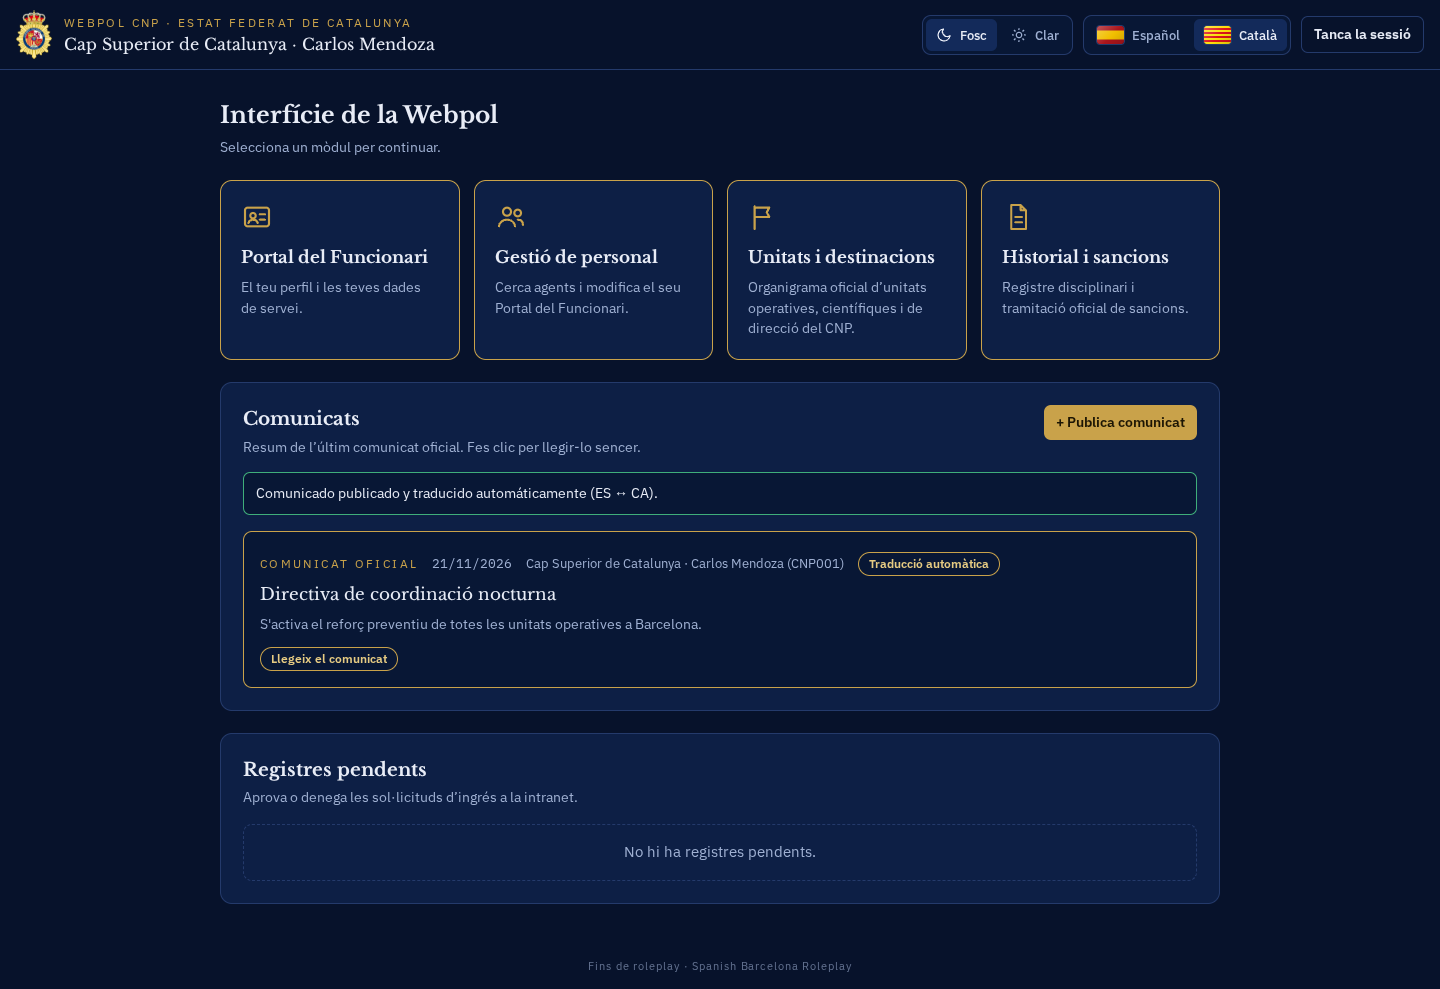 WEBPOL CNP · ESTAT FEDERAT DE CATALUNYA
Cap Superior de Catalunya · Carlos Mendoza
Fosc
Clar
Español
Català
Tanca la sessió
Interfície de la Webpol
Selecciona un mòdul per continuar.
Portal del Funcionari
El teu perfil i les teves dades
de servei.
Gestió de personal
Cerca agents i modifica el seu
Portal del Funcionari.
Unitats i destinacions
Organigrama oficial d’unitats
operatives, científiques i de
direcció del CNP.
Historial i sancions
Registre disciplinari i
tramitació oficial de sancions.
Comunicats
Resum de l’últim comunicat oficial. Fes clic per llegir-lo sencer.
+ Publica comunicat
Comunicado publicado y traducido automáticamente (ES ↔ CA).
COMUNICAT OFICIAL 21/11/2026 Cap Superior de Catalunya · Carlos Mendoza (CNP001) Traducció automàtica
Directiva de coordinació nocturna
S'activa el reforç preventiu de totes les unitats operatives a Barcelona.
Llegeix el comunicat
Registres pendents
Aprova o denega les sol·licituds d’ingrés a la intranet.
No hi ha registres pendents.
Fins de roleplay · Spanish Barcelona Roleplay